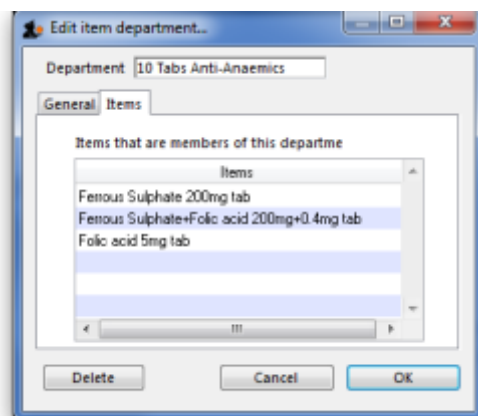 Edit item department...
Department 10 Tabs Anti-Anaemics
General Items
Items that are members of this departme
Items
Ferrous Sulphate 200mg tab
Ferrous Sulphate+Folic acid 200mg+0.4mg tab
Folic acid 5mg tab
Delete Cancel OK